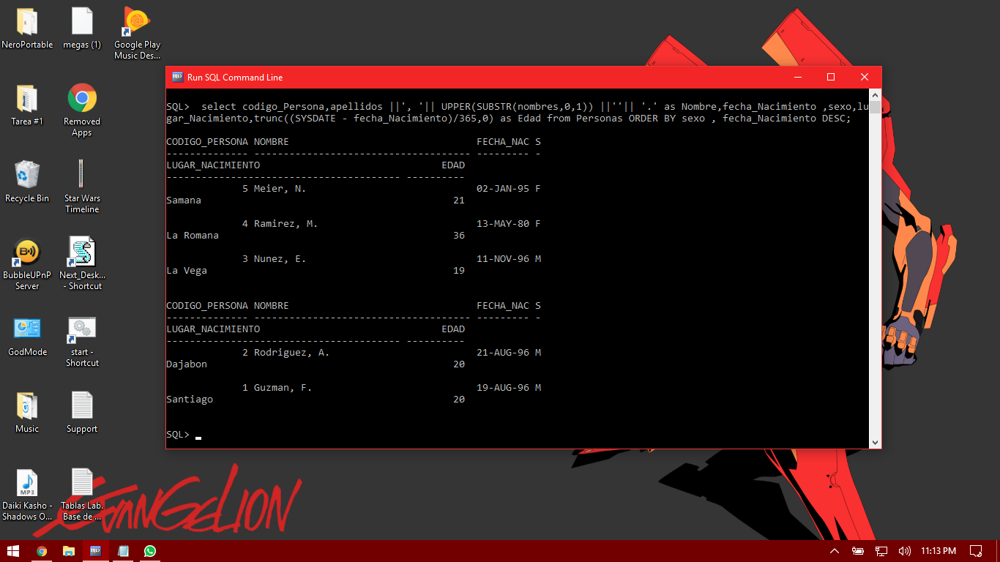 NeroPortable
megas (1)
Google Play
Music Des...
Tarea #1
Removed
Apps
Recycle Bin
Star Wars
Timeline
BubbleUPnP
Server
Next_Desk...
- Shortcut
GodMode
start -
Shortcut
Music
Support
MP3
Daiki Kasho -
Shadows O...
Tablas Lab.
Base de ...
EVANGELION
SQL> Run SQL Command Line
SQL>  select codigo_Persona,apellidos ||', '|| UPPER(SUBSTR(nombres,0,1)) ||''|| '.' as Nombre,fecha_Nacimiento ,sexo,lu
gar_Nacimiento,trunc((SYSDATE - fecha_Nacimiento)/365,0) as Edad from Personas ORDER BY sexo , fecha_Nacimiento DESC;
CODIGO_PERSONA NOMBRE FECHA_NAC S
-------------- ------------------------------------- --------- -
LUGAR_NACIMIENTO EDAD
---------------------------------------- ----------
5 Meier, N. 02-JAN-95 F
Samana 21
4 Ramirez, M. 13-MAY-80 F
La Romana 36
3 Nunez, E. 11-NOV-96 M
La Vega 19
CODIGO_PERSONA NOMBRE FECHA_NAC S
-------------- ------------------------------------- --------- -
LUGAR_NACIMIENTO EDAD
---------------------------------------- ----------
2 Rodriguez, A. 21-AUG-96 M
Dajabon 20
1 Guzman, F. 19-AUG-96 M
Santiago 20
SQL>
11:13 PM